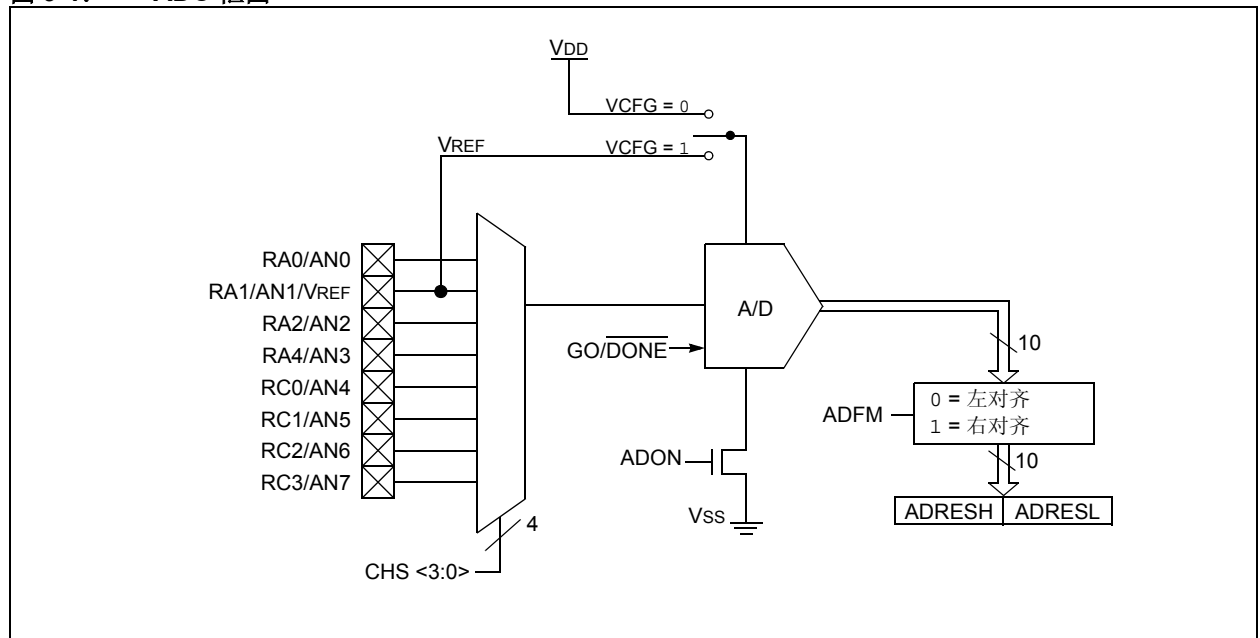 VDD
VCFG = 0
VREF
VCFG = 1
RA0/AN0
RA1/AN1/VREF
RA2/AN2
RA4/AN3
RC0/AN4
RC1/AN5
RC2/AN6
RC3/AN7
CHS <3:0>
4
A/D
GO/DONE
ADON
VSS
10
ADFM
0 = 左对齐
1 = 右对齐
10
ADRESH ADRESL